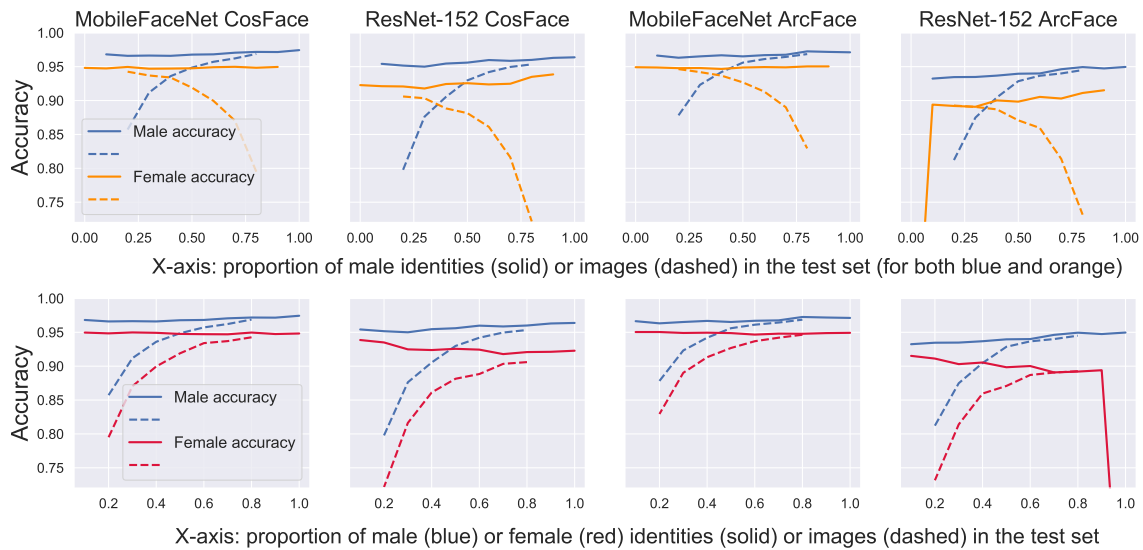 MobileFaceNet CosFace ResNet-152 CosFace MobileFaceNet ArcFace ResNet-152 ArcFace
Accuracy
1.00
0.95
0.90
0.85
0.80
0.75
Male accuracy
Female accuracy
0.00 0.25 0.50 0.75 1.00 0.00 0.25 0.50 0.75 1.00 0.00 0.25 0.50 0.75 1.00 0.00 0.25 0.50 0.75 1.00
X-axis: proportion of male identities (solid) or images (dashed) in the test set (for both blue and orange)
Accuracy
1.00
0.95
0.90
0.85
0.80
0.75
Male accuracy
Female accuracy
0.2 0.4 0.6 0.8 1.0 0.2 0.4 0.6 0.8 1.0 0.2 0.4 0.6 0.8 1.0 0.2 0.4 0.6 0.8 1.0
X-axis: proportion of male (blue) or female (red) identities (solid) or images (dashed) in the test set